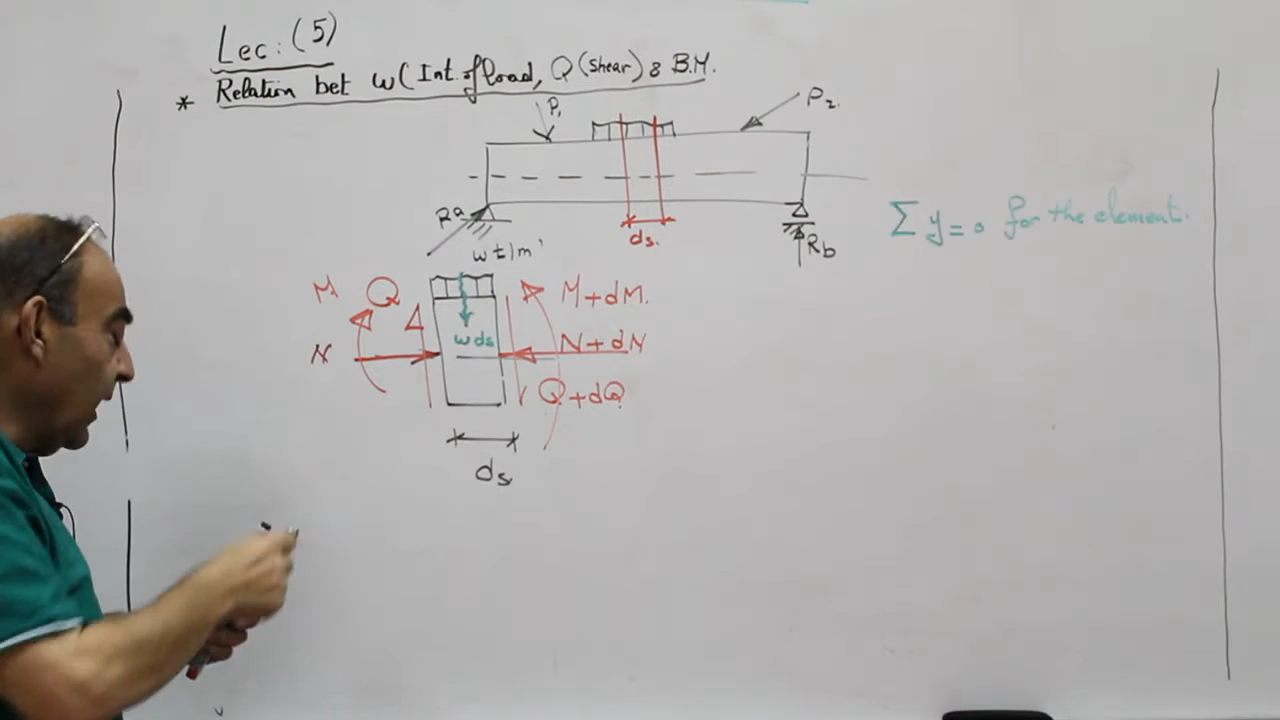 Lec: (5)
* Relation bet w (Int. of load, Q (shear) & B.M.
P1
P2.
Ra
ds.
Rb
Σ y = 0 for the element.
w t/m'
M
Q
w ds
M+dM.
N
N+dN
Q+dQ
ds